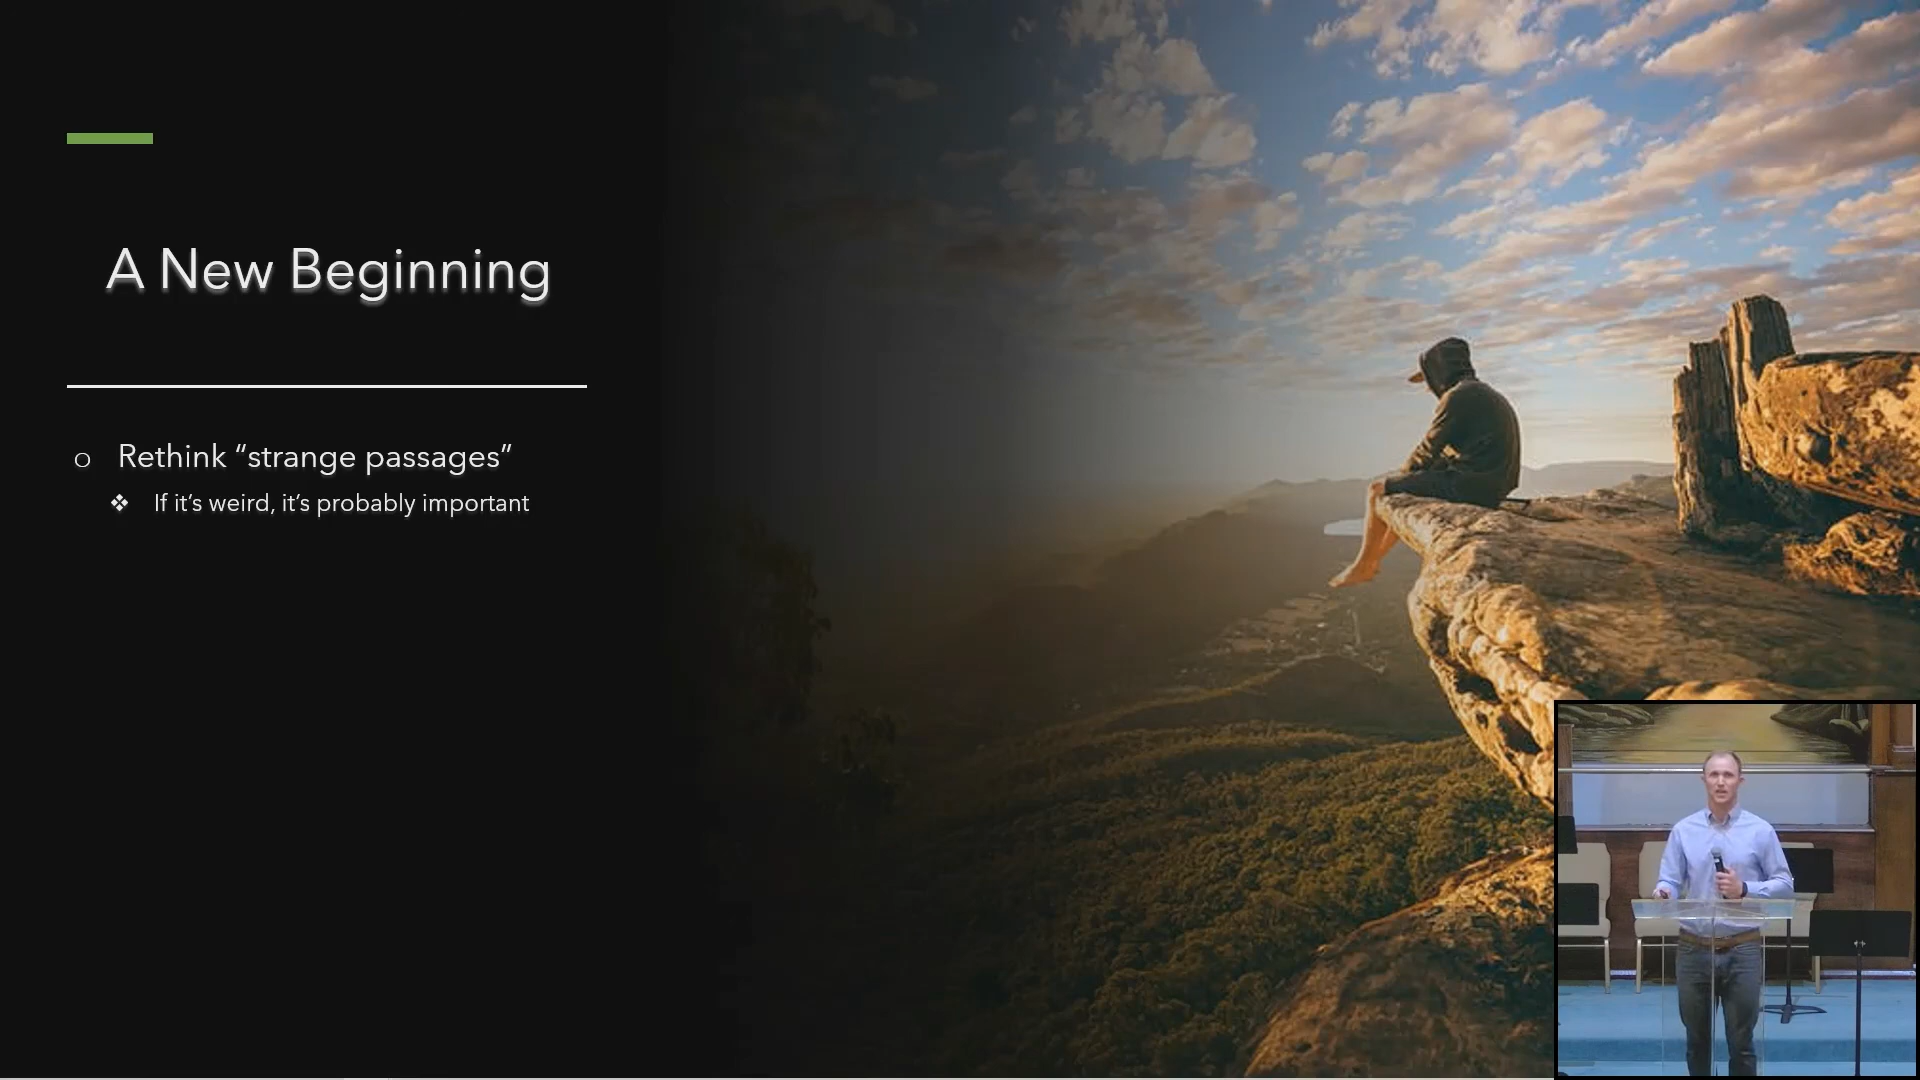 A New Beginning
o Rethink “strange passages”
❖ If it’s weird, it’s probably important